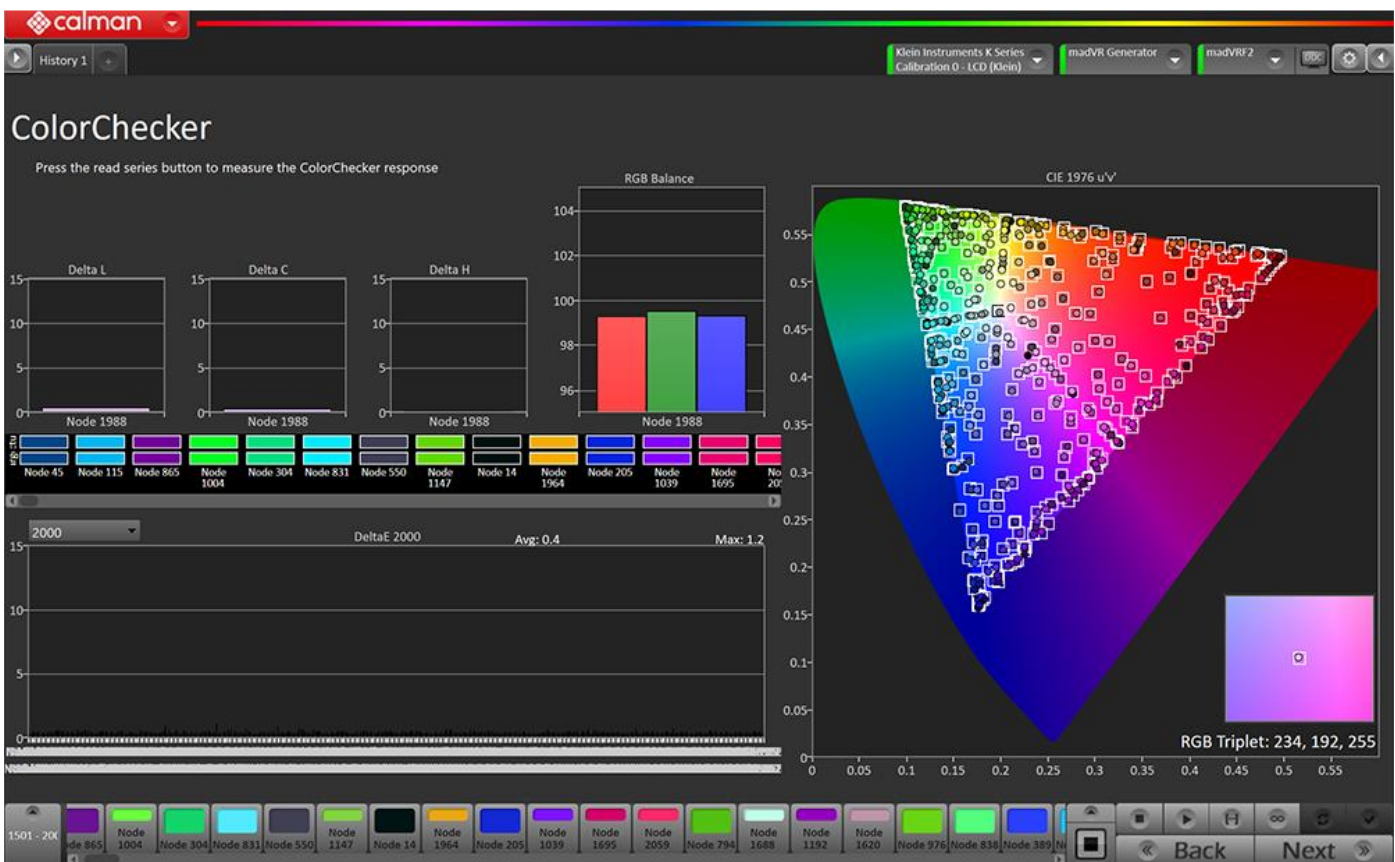 calman
History 1
Klein Instruments K Series
Calibration 0 - LCD (Klein)
madVR Generator
madVRF2
DDC
ColorChecker
Press the read series button to measure the ColorChecker response
Delta L
15
10
5
0
Node 1988
Delta C
15
10
5
0
Node 1988
Delta H
15
10
5
0
Node 1988
RGB Balance
104
102
100
98
96
Node 1988
Node 45
Node 115
Node 865
Node 1004
Node 304
Node 831
Node 550
Node 1147
Node 14
Node 1964
Node 205
Node 1039
Node 1695
2000
DeltaE 2000
Avg: 0.4
Max: 1.2
15
10
5
0
CIE 1976 u'v'
0.55
0.5
0.45
0.4
0.35
0.3
0.25
0.2
0.15
0.1
0.05
0
0 0.05 0.1 0.15 0.2 0.25 0.3 0.35 0.4 0.45 0.5 0.55
RGB Triplet: 234, 192, 255
1501 - 20
de 865
Node 1004
Node 304
Node 831
Node 550
Node 1147
Node 14
Node 1964
Node 205
Node 1039
Node 1695
Node 2059
Node 794
Node 1688
Node 1192
Node 1620
Node 976
Node 838
Node 389
Back
Next